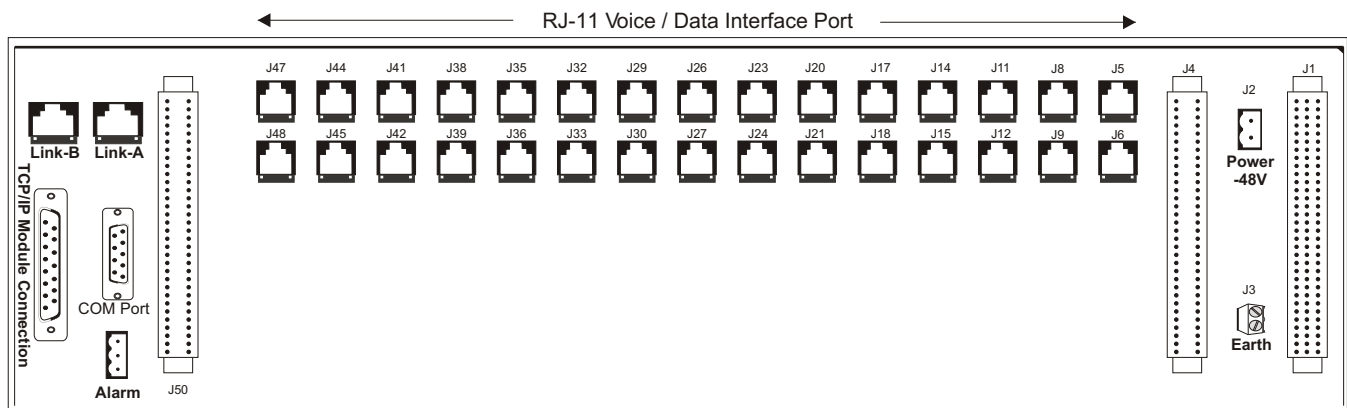 RJ-11 Voice / Data Interface Port
J47 J44 J41 J38 J35 J32 J29 J26 J23 J20 J17 J14 J11 J8 J5 J4 J1
J2
Link-B Link-A
J48 J45 J42 J39 J36 J33 J30 J27 J24 J21 J18 J15 J12 J9 J6
Power
-48V
TCP/IP Module Connection
COM Port
J3
Earth
Alarm
J50